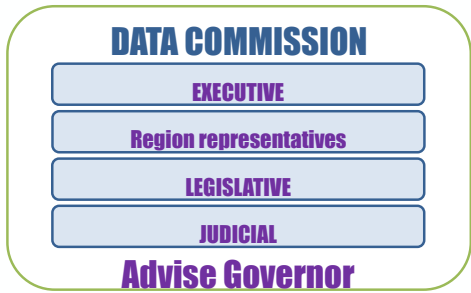 DATA COMMISSION
EXECUTIVE
Region representatives
LEGISLATIVE
JUDICIAL
Advise Governor